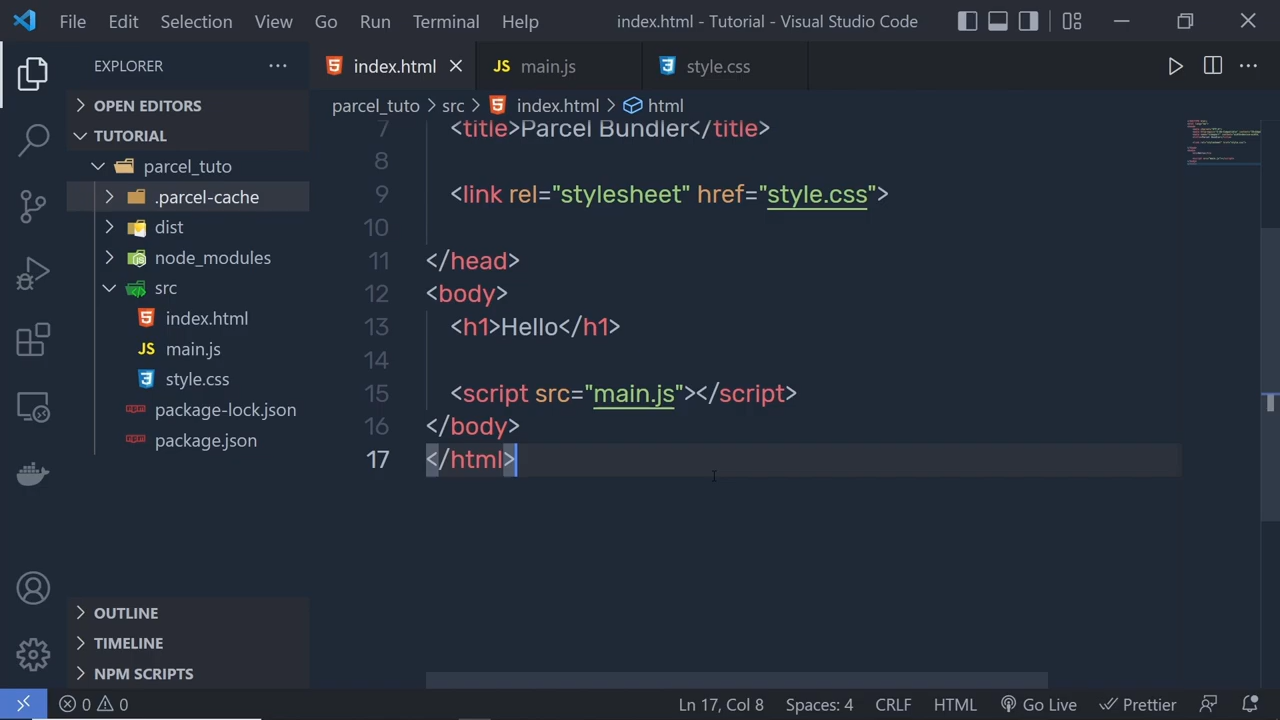 File Edit Selection View Go Run Terminal Help index.html - Tutorial - Visual Studio Code
EXPLORER
OPEN EDITORS
TUTORIAL
parcel_tuto
.parcel-cache
dist
node_modules
src
index.html
JS main.js
style.css
package-lock.json
package.json
OUTLINE
TIMELINE
NPM SCRIPTS
index.html JS main.js style.css
parcel_tuto > src > index.html > html
7 <title>Parcel Bundler</title>
8
9 <link rel="stylesheet" href="style.css">
10
11 </head>
12 <body>
13 <h1>Hello</h1>
14
15 <script src="main.js"></script>
16 </body>
17 </html>
0 0 Ln 17, Col 8 Spaces: 4 CRLF HTML Go Live Prettier